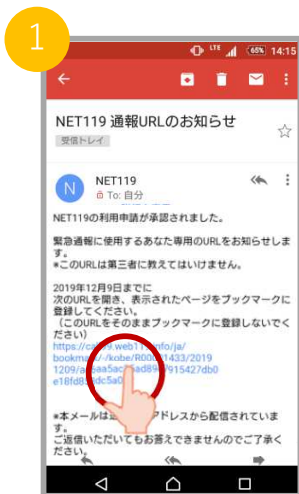 1
LTE 65% 14:15
NET119 通報URLのお知らせ
受信トレイ
N
NET119
To: 自分
NET119の利用申請が承認されました。
緊急通報に使用するあなた専用のURLをお知らせしま
す。
*このURLは第三者に教えてはいけません。
2019年12月9日までに
次のURLを開き、表示されたページをブックマークに
登録してください。
(このURLをそのままブックマークに登録しないでく
ださい)
info/ja/
/2019
*本メールは アドレスから配信されていま
す。
ご返信いただいてもお答えできませんのでご了承く
ださい。